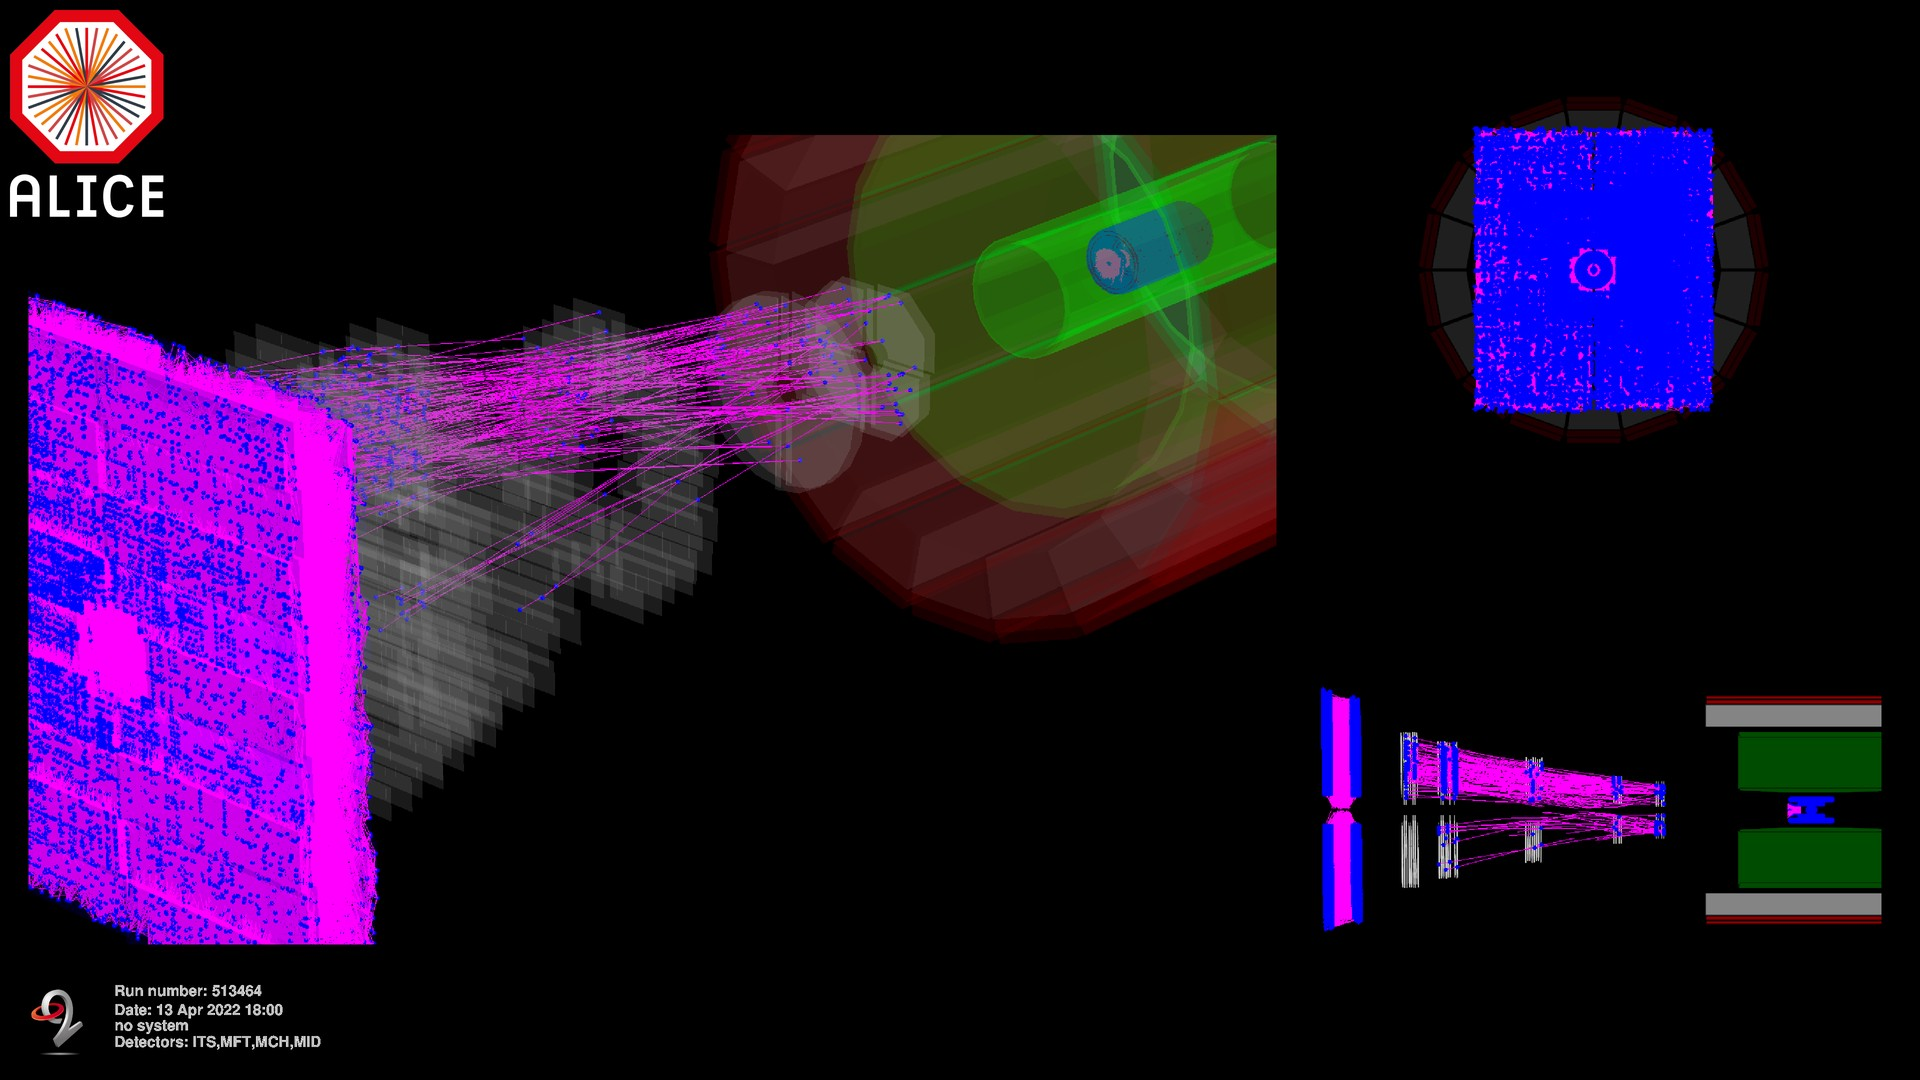 ALICE
Run number: 513464
Date: 13 Apr 2022 18:00
no system
Detectors: ITS,MFT,MCH,MID